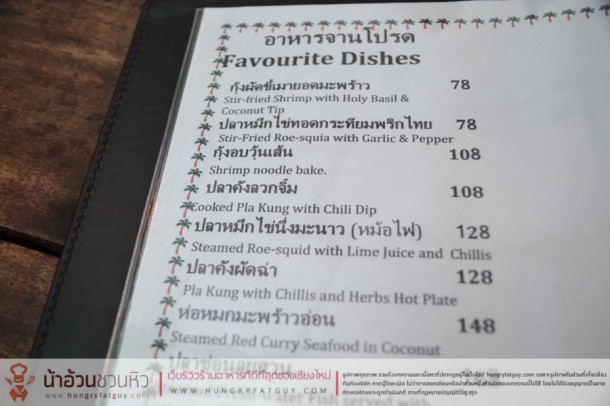 อาหารจานโปรด
Favourite Dishes
กุ้งผัดขี้เมายอดมะพร้าว 78
Stir-fried Shrimp with Holy Basil &
Coconut Tip
ปลาหมึกไข่ทอดกระเทียมพริกไทย 78
Stir-Fried Roe-squia with Garlic & Pepper
กุ้งอบวุ้นเส้น 108
Shrimp noodle bake.
ปลาคังลวกจิ้ม 108
Cooked Pla Kung with Chili Dip
ปลาหมึกไข่นึ่งมะนาว (หม้อไฟ) 128
Steamed Roe-squid with Lime Juice and Chillis
ปลาคังผัดฉ่า 128
Pla Kung with Chillis and Herbs Hot Plate
ห่อหมกมะพร้าวอ่อน 148
Steamed Red Curry Seafood in Coconut
น้าอ้วนชวนหิว
www.hungryfatguy.com
เว็บรีวิวร้านอาหารที่ดีที่สุดของเชียงใหม่
WWW.HUNGRYFATGUY.COM